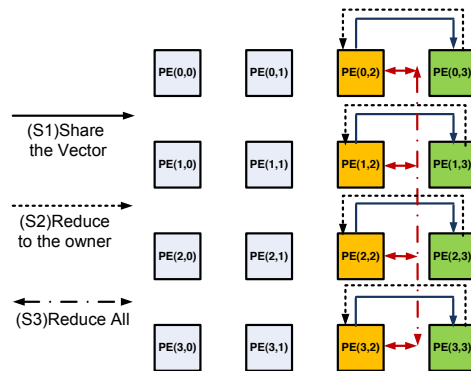 PE(0,0)
PE(0,1)
PE(0,2)
PE(0,3)
(S1)Share
the Vector
PE(1,0)
PE(1,1)
PE(1,2)
PE(1,3)
(S2)Reduce
to the owner
PE(2,0)
PE(2,1)
PE(2,2)
PE(2,3)
(S3)Reduce All
PE(3,0)
PE(3,1)
PE(3,2)
PE(3,3)